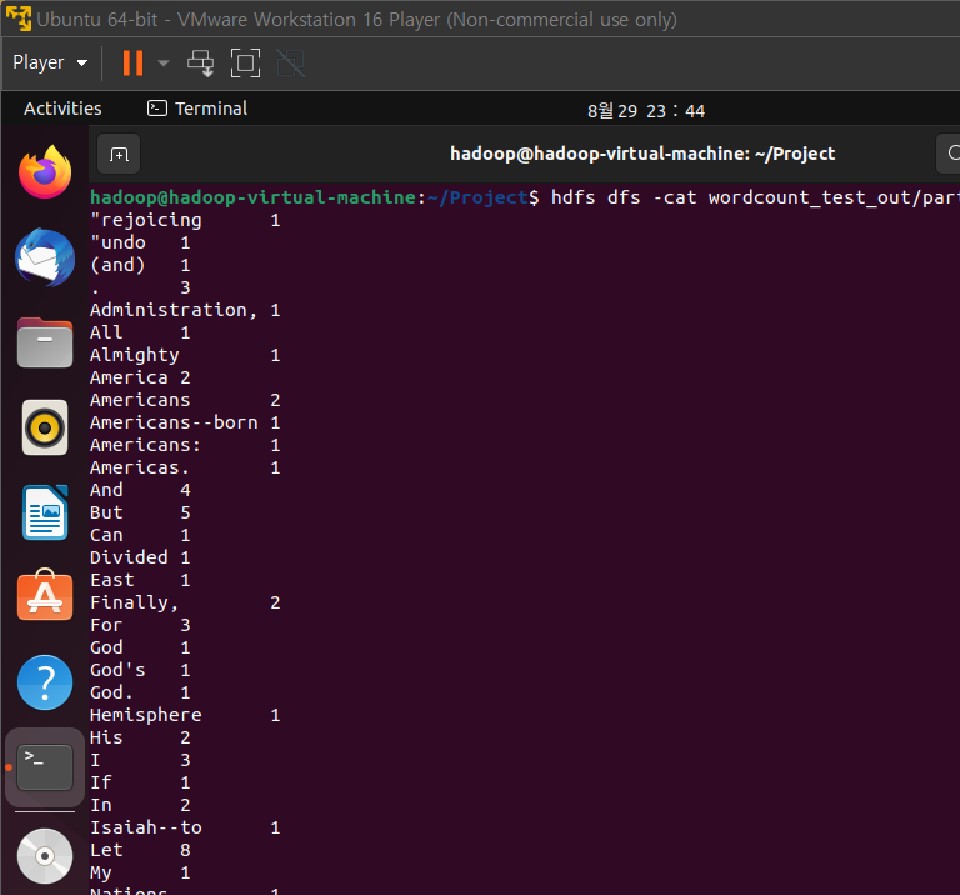 Ubuntu 64-bit - VMware Workstation 16 Player (Non-commercial use only)
Player
Activities Terminal 8월 29 23 : 44
hadoop@hadoop-virtual-machine: ~/Project
hadoop@hadoop-virtual-machine:~/Project$ hdfs dfs -cat wordcount_test_out/par
"rejoicing 1
"undo 1
(and) 1
. 3
Administration, 1
All 1
Almighty 1
America 2
Americans 2
Americans--born 1
Americans: 1
Americas. 1
And 4
But 5
Can 1
Divided 1
East 1
Finally, 2
For 3
God 1
God's 1
God. 1
Hemisphere 1
His 2
I 3
If 1
In 2
Isaiah--to 1
Let 8
My 1
Nations 1